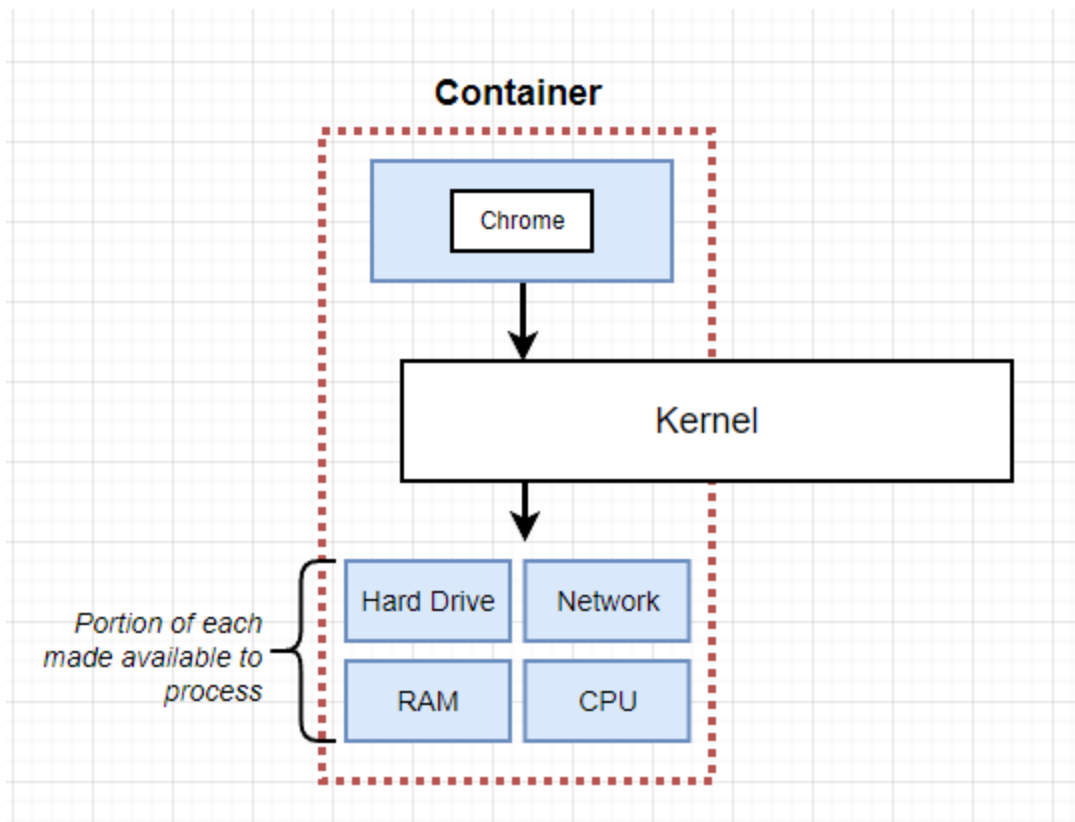 Container
Chrome
Kernel
Hard Drive
Network
Portion of each
made available to
process
RAM
CPU